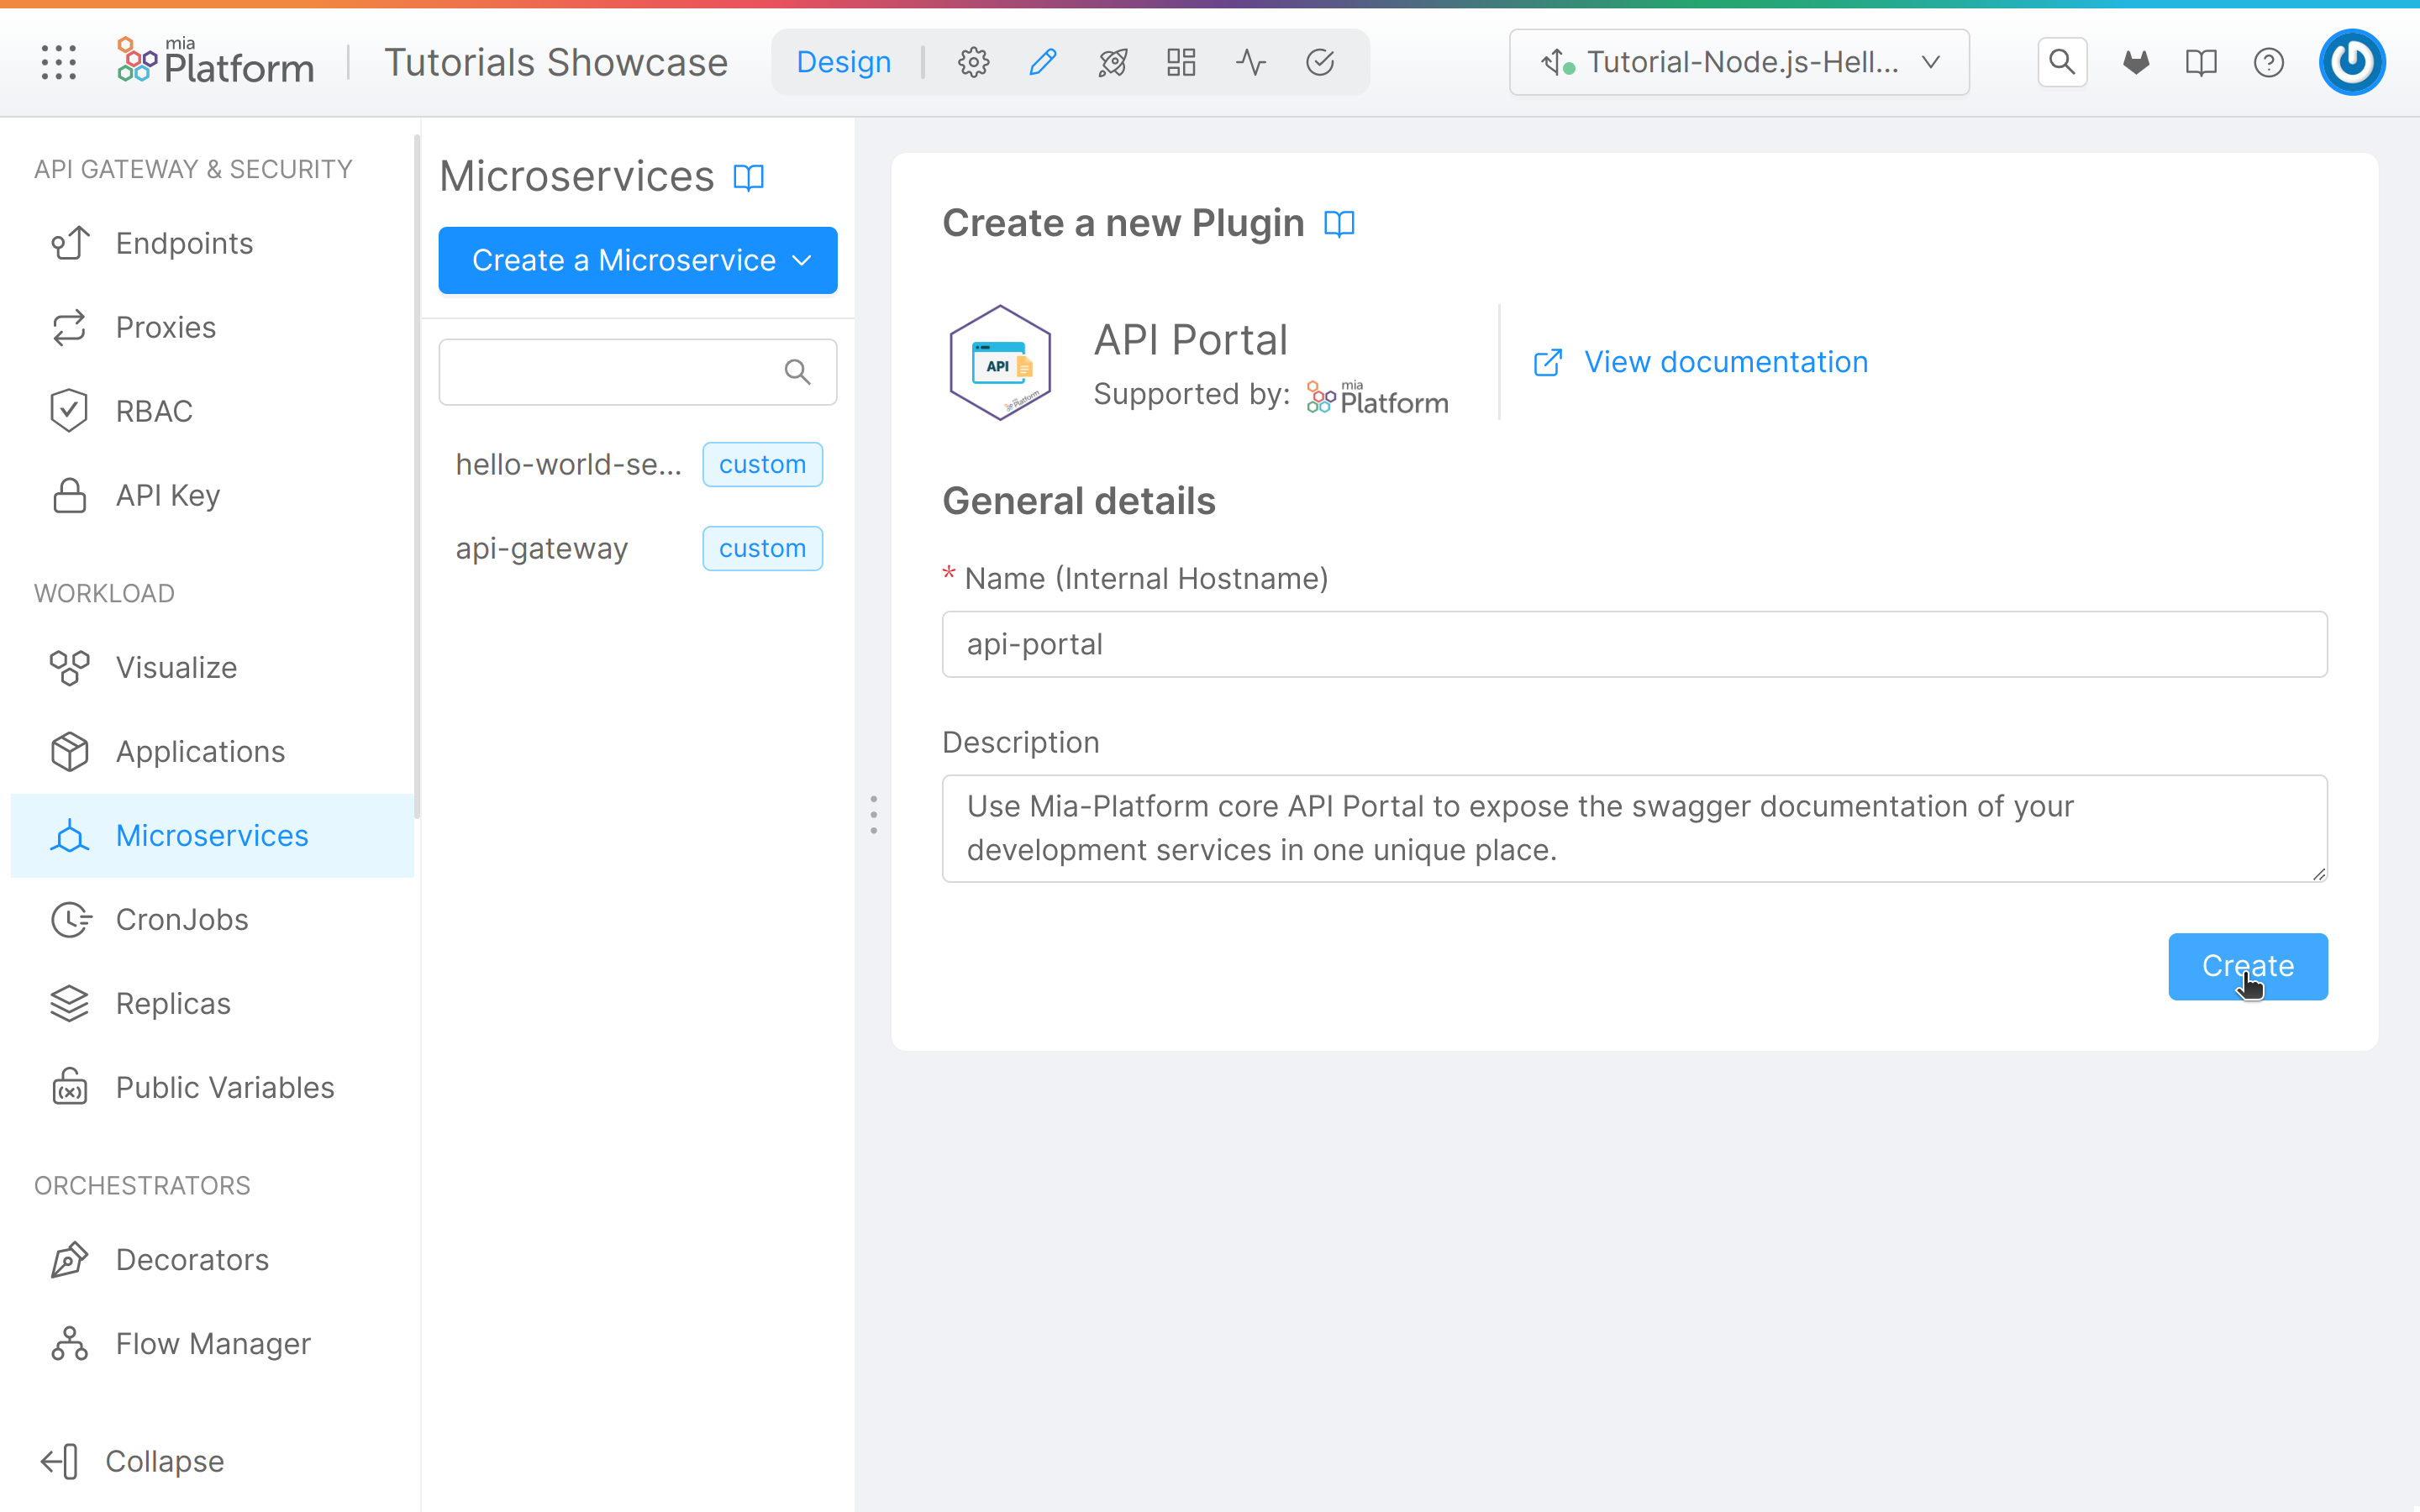 mia
Platform
Tutorials Showcase
Design
Tutorial-Node.js-Hell...
API GATEWAY & SECURITY
Endpoints
Proxies
RBAC
API Key
WORKLOAD
Visualize
Applications
Microservices
CronJobs
Replicas
Public Variables
ORCHESTRATORS
Decorators
Flow Manager
Collapse
Microservices
Create a Microservice
hello-world-se... custom
api-gateway custom
Create a new Plugin
API
mia Platform
API Portal
Supported by: mia Platform
View documentation
General details
* Name (Internal Hostname)
api-portal
Description
Use Mia-Platform core API Portal to expose the swagger documentation of your
development services in one unique place.
Create